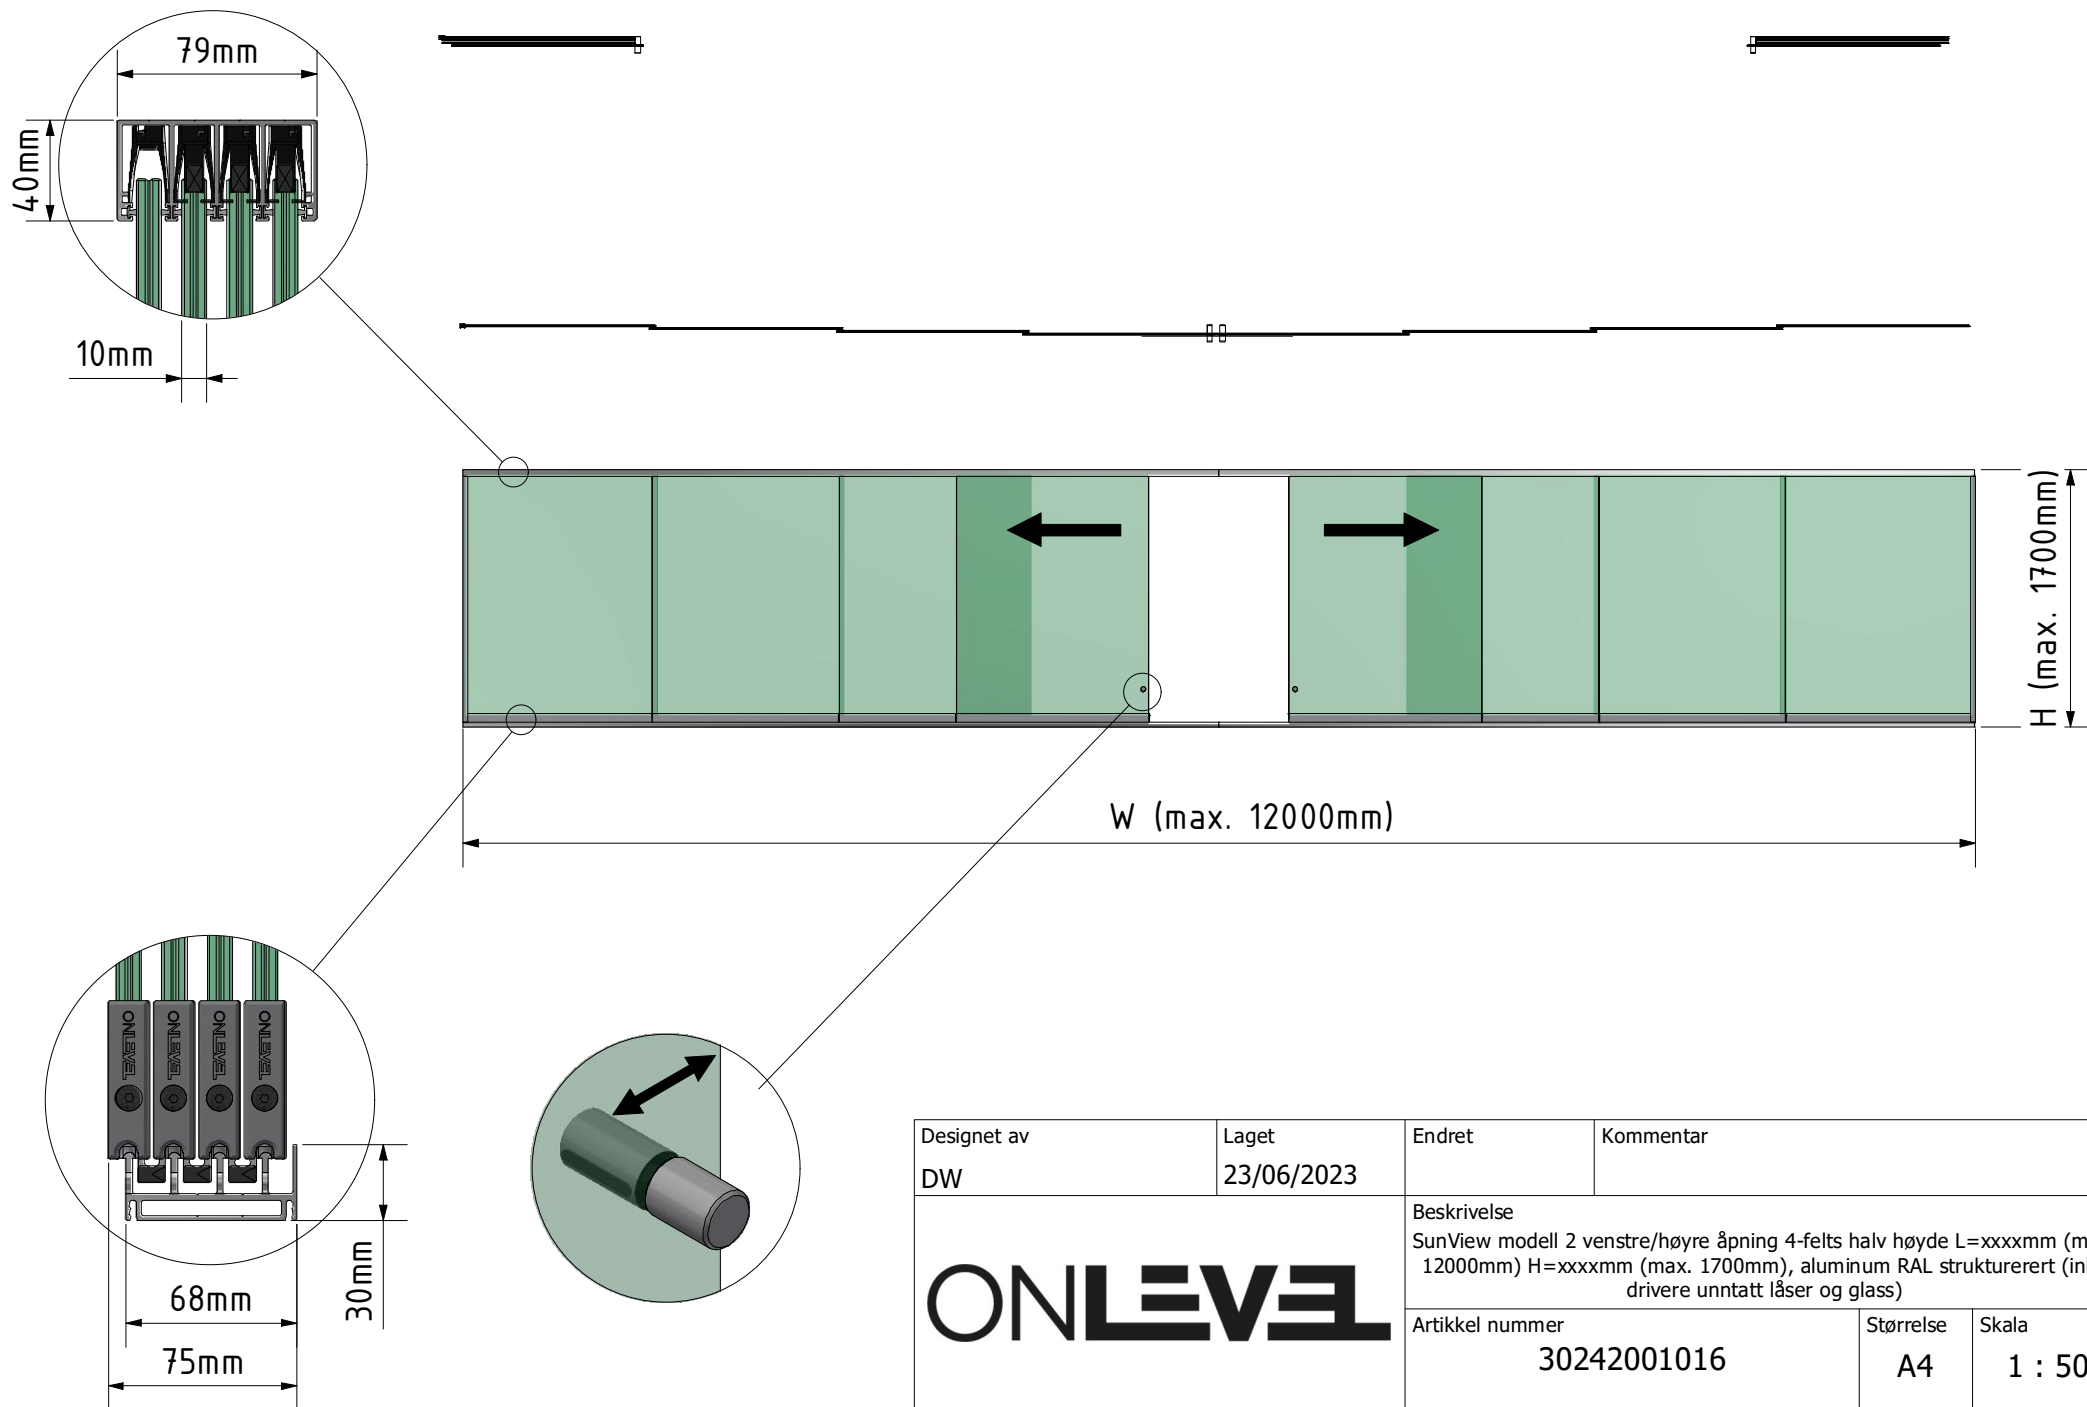 79mm
40mm
10mm
H (max. 1700mm)
W (max. 12000mm)
ONLEVEL ONLEVEL ONLEVEL ONLEVEL
30mm
68mm
75mm
Designet av
DW
Laget
23/06/2023
Endret
Kommentar
ONLEVEL
Beskrivelse
SunView modell 2 venstre/høyre åpning 4-felts halv høyde L=xxxxmm (m
12000mm) H=xxxxmm (max. 1700mm), aluminum RAL strukturerert (in
drivere unntatt låser og glass)
Artikkel nummer
30242001016
Størrelse
A4
Skala
1 : 50